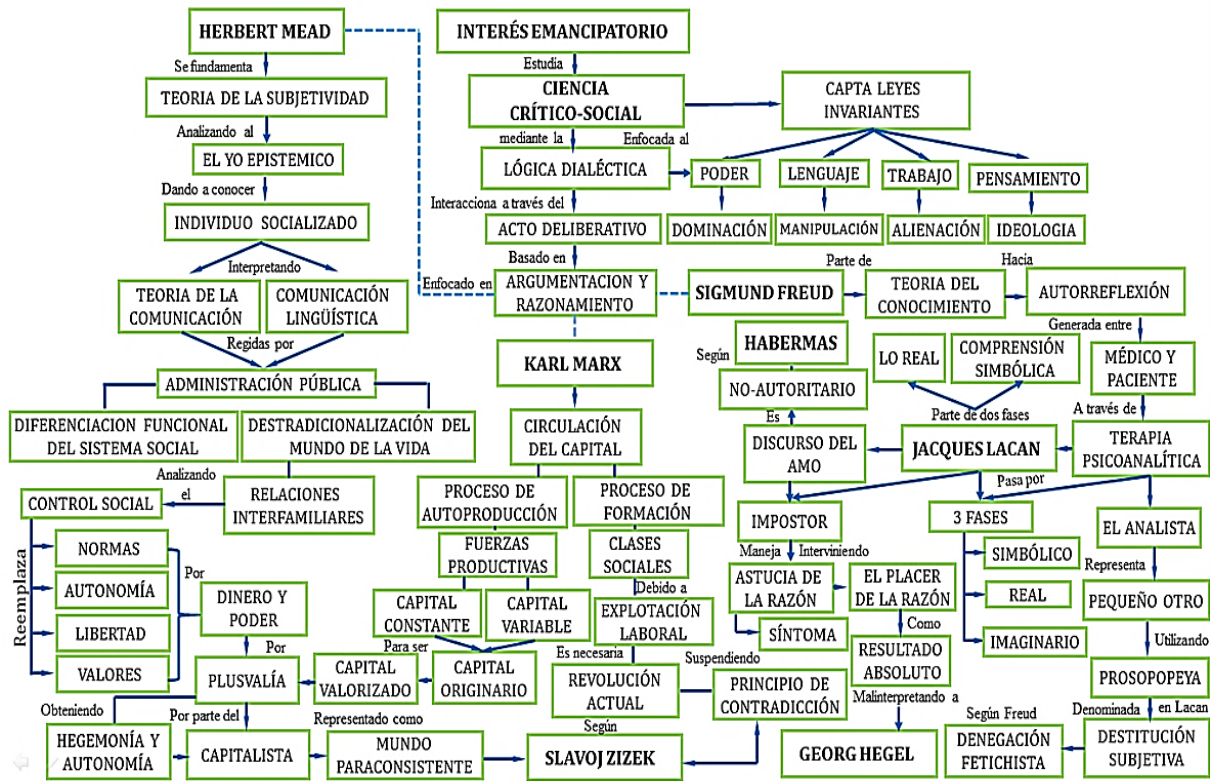 HERBERT MEAD
Se fundamenta
TEORIA DE LA SUBJETIVIDAD
Analizando al
EL YO EPISTEMICO
Dando a conocer
INDIVIDUO SOCIALIZADO
Interpretando
TEORIA DE LA
COMUNICACIÓN
COMUNICACIÓN
LINGÜÍSTICA
Regidas por
ADMINISTRACIÓN PÚBLICA
DIFERENCIACION FUNCIONAL
DEL SISTEMA SOCIAL
DESTRADICIONALIZACIÓN DEL
MUNDO DE LA VIDA
Analizando
el
RELACIONES
INTERFAMILIARES
CONTROL SOCIAL
Reemplaza
NORMAS
AUTONOMÍA
LIBERTAD
VALORES
Por
DINERO Y
PODER
Por
PLUSVALÍA
Obteniendo
HEGEMONÍA Y
AUTONOMÍA
Por parte del
CAPITALISTA
Representado como
MUNDO
PARACONSISTENTE
INTERÉS EMANCIPATORIO
Estudia
CIENCIA
CRÍTICO-SOCIAL
CAPTA LEYES
INVARIANTES
mediante la
Enfocada al
LÓGICA DIALÉCTICA
PODER
LENGUAJE
TRABAJO
PENSAMIENTO
DOMINACIÓN
MANIPULACIÓN
ALIENACIÓN
IDEOLOGIA
Interacciona a través del
ACTO DELIBERATIVO
Basado en
Enfocado en
ARGUMENTACION Y
RAZONAMIENTO
KARL MARX
CIRCULACIÓN
DEL CAPITAL
PROCESO DE
AUTOPRODUCCIÓN
PROCESO DE
FORMACIÓN
FUERZAS
PRODUCTIVAS
CLASES
SOCIALES
CAPITAL
CONSTANTE
CAPITAL
VARIABLE
Para ser
CAPITAL
ORIGINARIO
CAPITAL
VALORIZADO
Debido a
EXPLOTACIÓN
LABORAL
Es necesaria
REVOLUCIÓN
ACTUAL
Suspendiendo
PRINCIPIO DE
CONTRADICCIÓN
Según
SLAVOJ ZIZEK
SIGMUND FREUD
Parte de
TEORÍA DEL
CONOCIMIENTO
Hacia
AUTORREFLEXIÓN
Generada entre
MÉDICO Y
PACIENTE
A través de
TERAPIA
PSICOANALÍTICA
JACQUES LACAN
Parte de dos fases
LO REAL
COMPRENSIÓN
SIMBÓLICA
DISCURSO DEL
AMO
Es
NO-AUTORITARIO
Según
HABERMAS
Pasa por
IMPOSTOR
Maneja
Interviniendo
ASTUCIA DE
LA RAZÓN
SÍNTOMA
EL PLACER
DE LA RAZÓN
Como
RESULTADO
ABSOLUTO
Malinterpretando a
GEORG HEGEL
3 FASES
SIMBÓLICO
REAL
IMAGINARIO
EL ANALISTA
Representa
PEQUEÑO OTRO
Utilizando
PROSOPOPEYA
Denominada
en Lacan
DESTITUCIÓN
SUBJETIVA
Según Freud
DENEGACIÓN
FETICHISTA